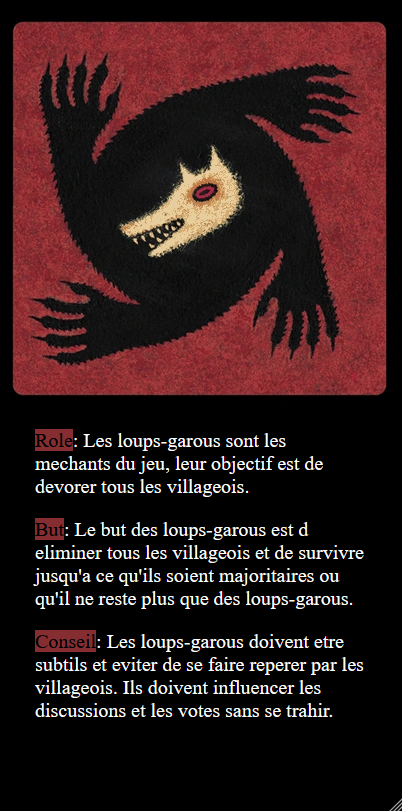 Role: Les loups-garous sont les
mechants du jeu, leur objectif est de
devorer tous les villageois.
But: Le but des loups-garous est d
eliminer tous les villageois et de survivre
jusqu'a ce qu'ils soient majoritaires ou
qu'il ne reste plus que des loups-garous.
Conseil: Les loups-garous doivent etre
subtils et eviter de se faire reperer par les
villageois. Ils doivent influencer les
discussions et les votes sans se trahir.